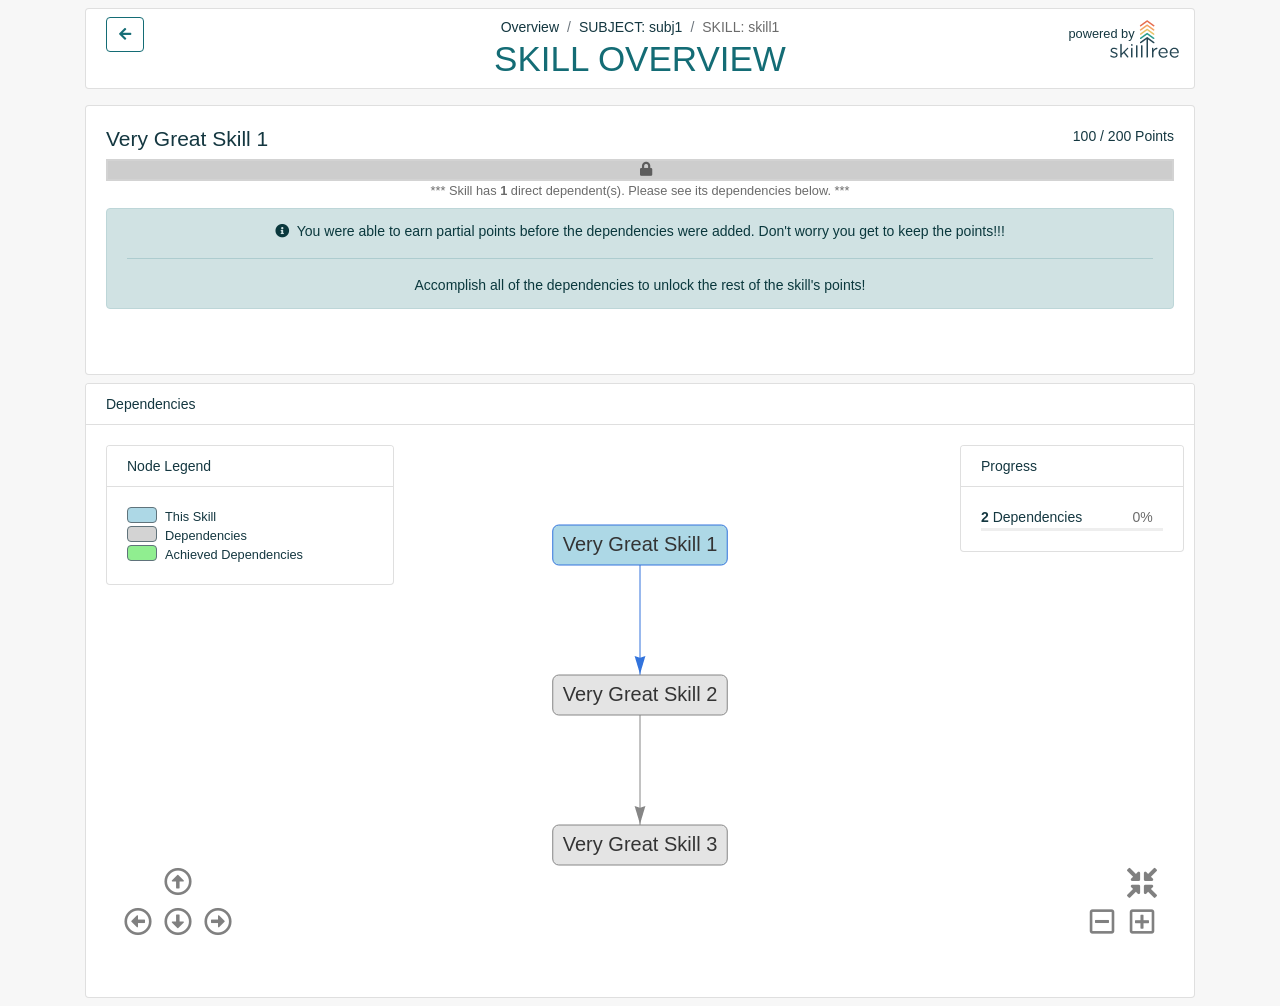 Overview / SUBJECT: subj1 / SKILL: skill1
SKILL OVERVIEW
powered by
skilltree
Very Great Skill 1
100 / 200 Points
*** Skill has 1 direct dependent(s). Please see its dependencies below. ***
You were able to earn partial points before the dependencies were added. Don't worry you get to keep the points!!!
Accomplish all of the dependencies to unlock the rest of the skill's points!
Dependencies
Node Legend
This Skill
Dependencies
Achieved Dependencies
Progress
2 Dependencies 0%
Very Great Skill 1
Very Great Skill 2
Very Great Skill 3